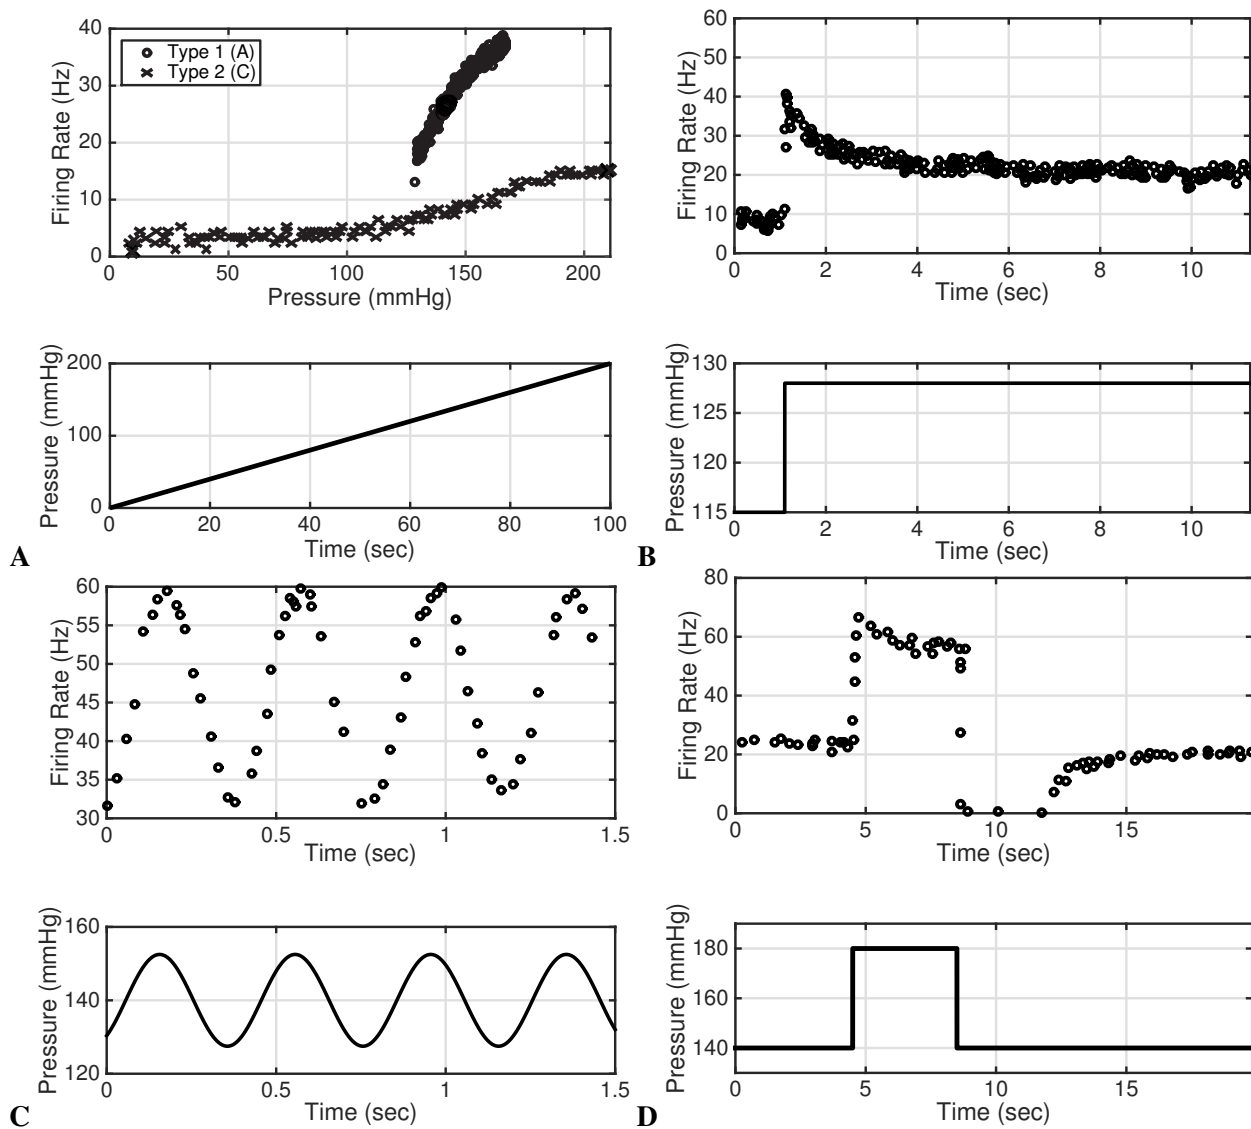 Firing Rate (Hz)
40
30
20
10
0
Type 1 (A)
Type 2 (C)
0 50 100 150 200
Pressure (mmHg)
Pressure (mmHg)
200
100
0
0 20 40 60 80 100
Time (sec)
A
Firing Rate (Hz)
60
50
40
30
20
10
0
0 2 4 6 8 10
Time (sec)
Pressure (mmHg)
130
125
120
115
0 2 4 6 8 10
Time (sec)
B
Firing Rate (Hz)
60
55
50
45
40
35
30
0 0.5 1 1.5
Time (sec)
Pressure (mmHg)
160
140
120
0 0.5 1 1.5
Time (sec)
C
Firing Rate (Hz)
80
60
40
20
0
0 5 10 15
Time (sec)
Pressure (mmHg)
180
160
140
0 5 10 15
Time (sec)
D